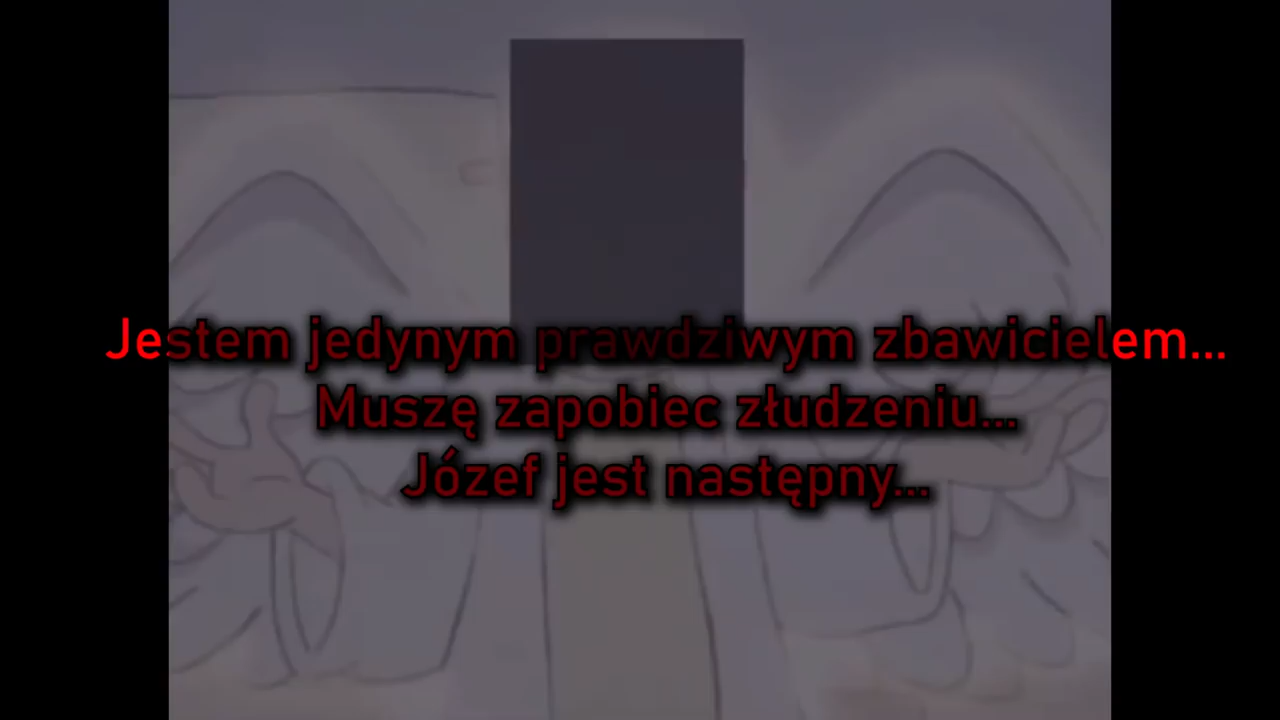 Jestem jedynym prawdziwym zbawicielem...
Muszę zapobiec złudzeniu...
Józef jest następny...